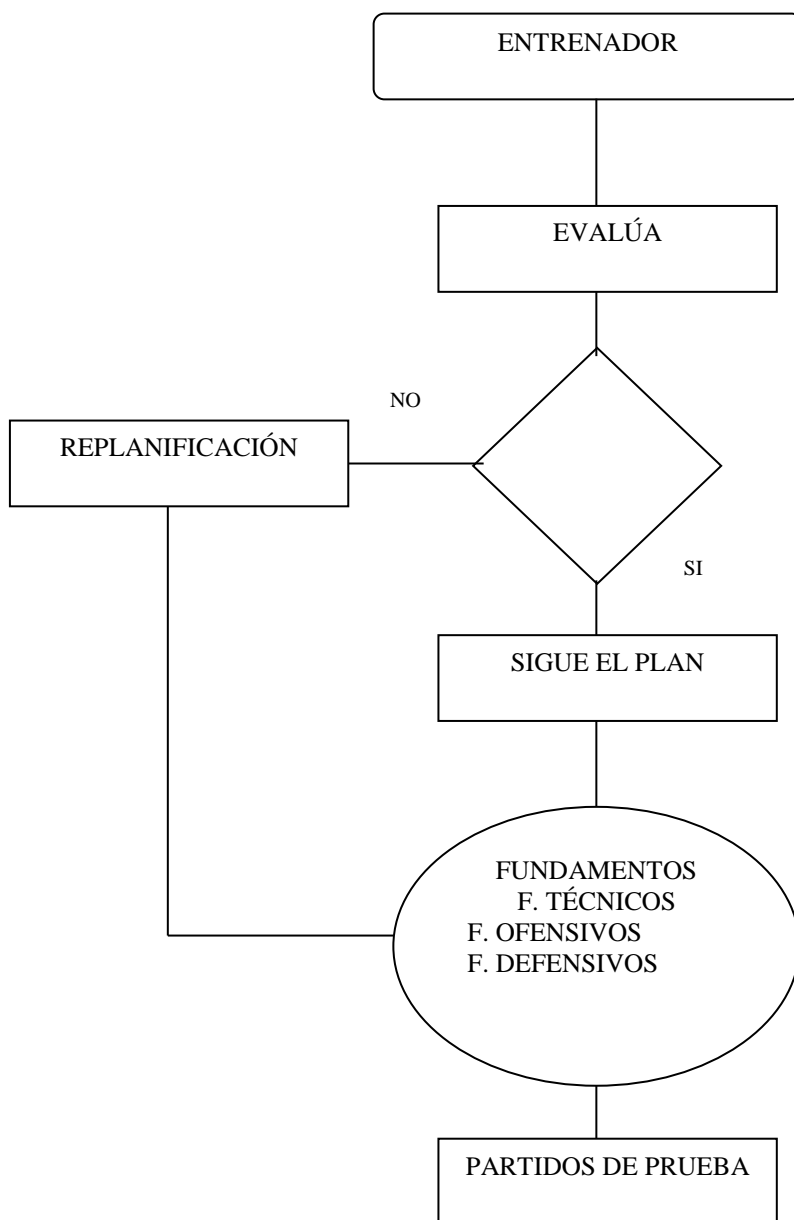 ENTRENADOR
EVALÚA
NO
REPLANIFICACIÓN
SI
SIGUE EL PLAN
FUNDAMENTOS
F. TÉCNICOS
F. OFENSIVOS
F. DEFENSIVOS
PARTIDOS DE PRUEBA